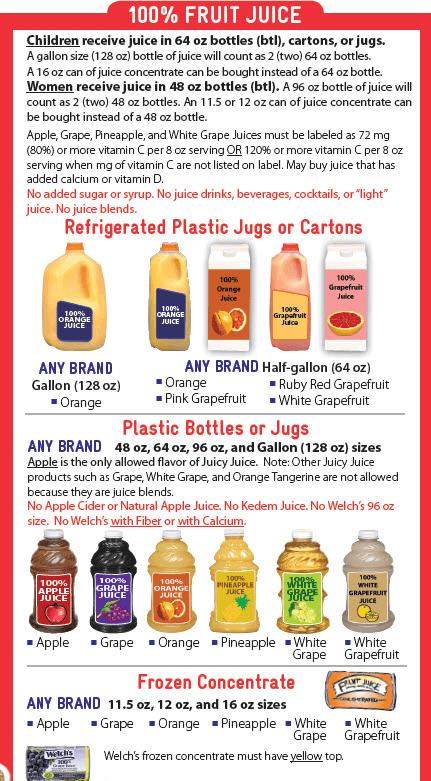 100% FRUIT JUICE
Children receive juice in 64 oz bottles (btl), cartons, or jugs.
A gallon size (128 oz) bottle of juice will count as 2 (two) 64 oz bottles.
A 16 oz can of juice concentrate can be bought instead of a 64 oz bottle.
Women receive juice in 48 oz bottles (btl). A 96 oz bottle of juice will
count as 2 (two) 48 oz bottles. An 11.5 or 12 oz can of juice concentrate can
be bought instead of a 48 oz bottle.
Apple, Grape, Pineapple, and White Grape Juices must be labeled as 72 mg
(80%) or more vitamin C per 8 oz serving OR 120% or more vitamin C per 8 oz
serving when mg of vitamin C are not listed on label. May buy juice that has
added calcium or vitamin D.
No added sugar or syrup. No juice drinks, beverages, cocktails, or "light"
juice. No juice blends.
Refrigerated Plastic Jugs or Cartons
100%
ORANGE
JUICE
100%
ORANGE
JUICE
100%
Orange
Juice
100%
Grapefruit
Juice
100%
Grapefruit
Juice
ANY BRAND
Gallon (128 oz)
▪ Orange
ANY BRAND Half-gallon (64 oz)
▪ Orange
▪ Pink Grapefruit
▪ Ruby Red Grapefruit
▪ White Grapefruit
Plastic Bottles or Jugs
ANY BRAND 48 oz, 64 oz, 96 oz, and Gallon (128 oz) sizes
Apple is the only allowed flavor of Juicy Juice. Note: Other Juicy Juice
products such as Grape, White Grape, and Orange Tangerine are not allowed
because they are juice blends.
No Apple Cider or Natural Apple Juice. No Kedem Juice. No Welch's 96 oz
size. No Welch's with Fiber or with Calcium.
100%
APPLE
JUICE
100%
GRAPE
JUICE
100%
ORANGE
JUICE
100%
PINEAPPLE
JUICE
100%
WHITE
GRAPE
JUICE
100%
WHITE
GRAPEFRUIT
JUICE
▪ Apple
▪ Grape
▪ Orange
▪ Pineapple
▪ White
Grape
▪ White
Grapefruit
Frozen Concentrate
FRUIT JUICE
CONCENTRATE
ANY BRAND 11.5 oz, 12 oz, and 16 oz sizes
▪ Apple
▪ Grape
▪ Orange
▪ Pineapple
▪ White
Grape
▪ White
Grapefruit
Welch's
100%
Grape Juice
Welch's frozen concentrate must have yellow top.